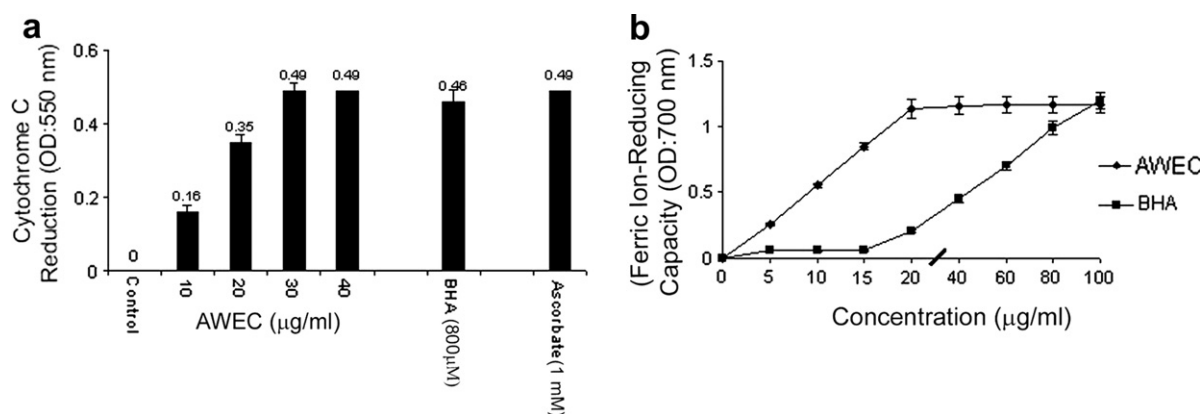 a
Cytochrome C
Reduction (OD:550 nm)
0.6
0.4
0.2
0
0
0.16
0.35
0.49
0.49
0.46
0.49
Control
10
20
30
40
AWEC (μg/ml)
BHA (800μM)
Ascorbate (1 mM)
b
(Ferric Ion-Reducing
Capacity (OD:700 nm)
1.5
1
0.5
0
0 5 10 15 20 40 60 80 100
Concentration (μg/ml)
AWEC
BHA